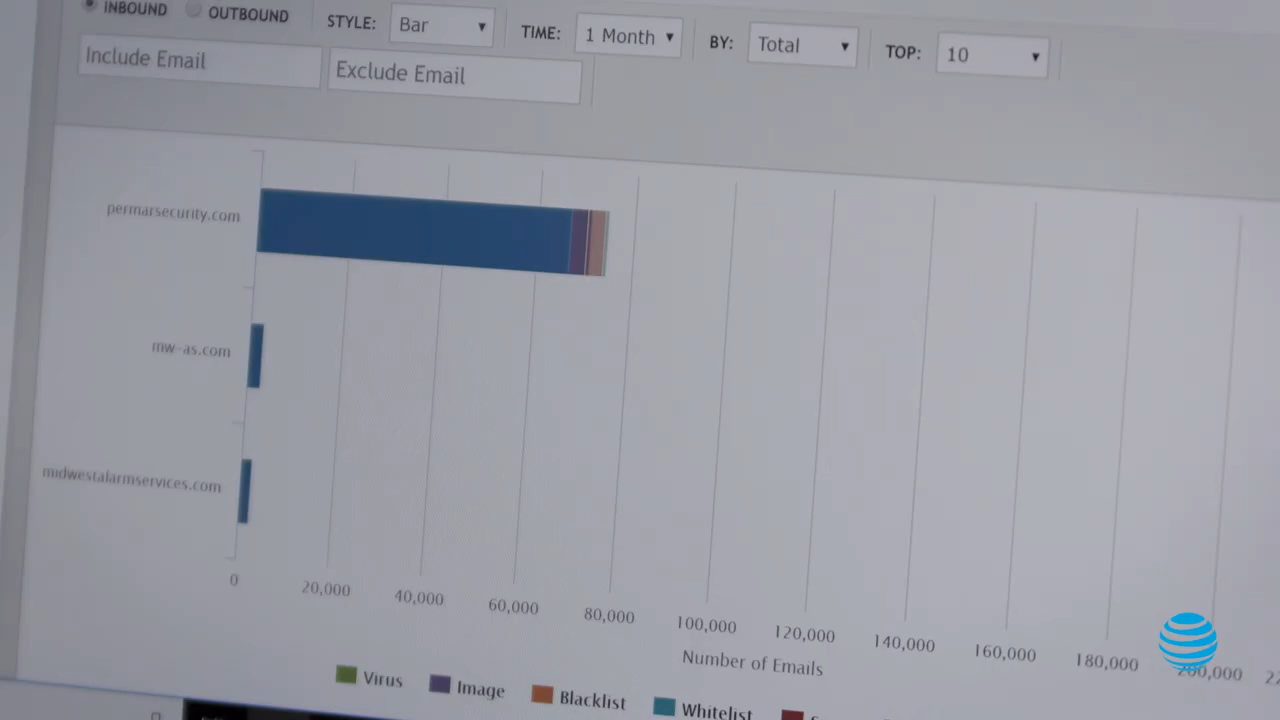 INBOUND OUTBOUND STYLE: Bar TIME: 1 Month BY: Total TOP: 10
Include Email Exclude Email
permarsecurity.com
mw-as.com
midwestalarmservices.com
0 20,000 40,000 60,000 80,000 100,000 120,000 140,000 160,000 180,000 200,000
Number of Emails
Virus Image Blacklist Whitelist